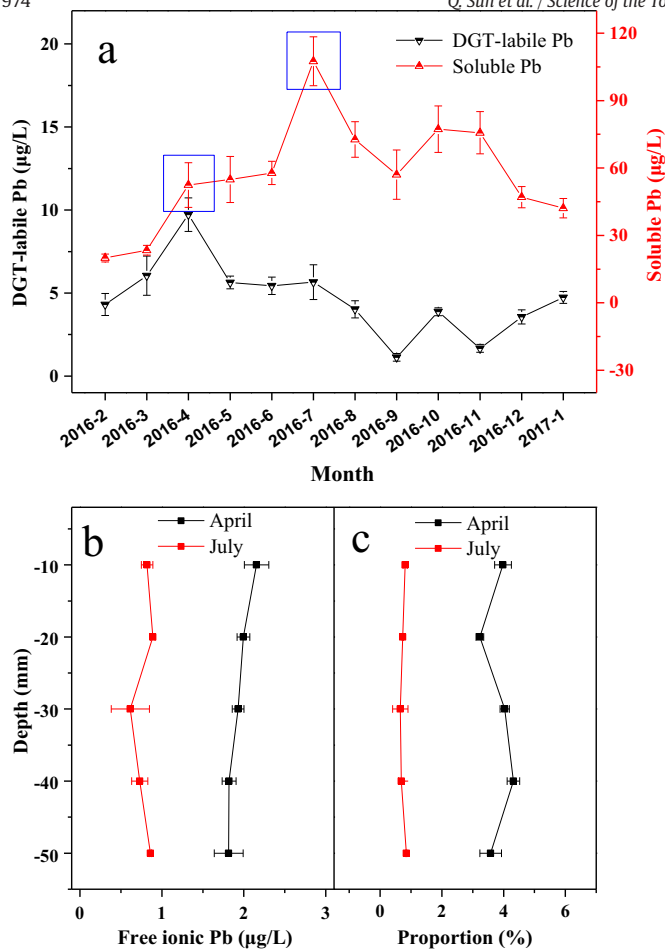 974
Q. Sun et al. / Science of the To
a
DGT-labile Pb
Soluble Pb
20
15
10
5
0
DGT-labile Pb (μg/L)
120
90
60
30
0
-30
Soluble Pb (μg/L)
2016-2
2016-3
2016-4
2016-5
2016-6
2016-7
2016-8
2016-9
2016-10
2016-11
2016-12
2017-1
Month
b
April
July
c
April
July
-10
-20
-30
-40
-50
Depth (mm)
0
1
2
3
Free ionic Pb (μg/L)
0
2
4
6
Proportion (%)